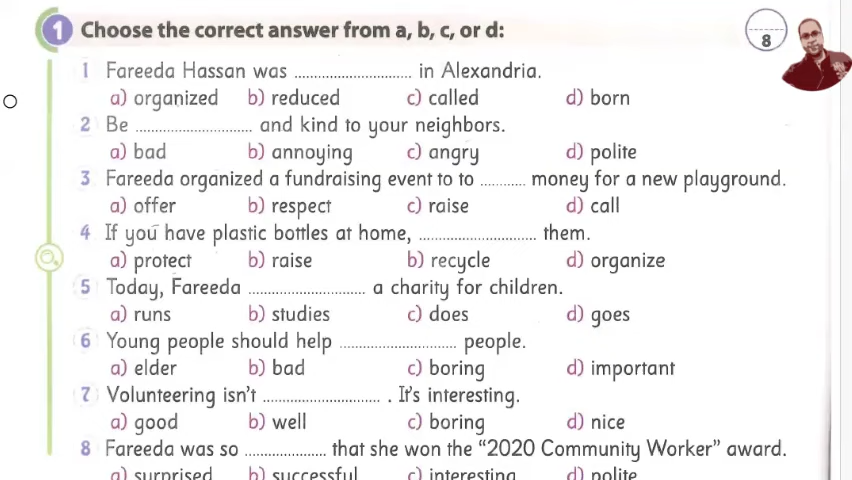 1 Choose the correct answer from a, b, c, or d:
8
1 Fareeda Hassan was .............................. in Alexandria.
a) organized b) reduced c) called d) born
2 Be .............................. and kind to your neighbors.
a) bad b) annoying c) angry d) polite
3 Fareeda organized a fundraising event to to ............ money for a new playground.
a) offer b) respect c) raise d) call
4 If you have plastic bottles at home, .............................. them.
a) protect b) raise b) recycle d) organize
5 Today, Fareeda .............................. a charity for children.
a) runs b) studies c) does d) goes
6 Young people should help .............................. people.
a) elder b) bad c) boring d) important
7 Volunteering isn't .............................. . It's interesting.
a) good b) well c) boring d) nice
8 Fareeda was so ..................... that she won the "2020 Community Worker" award.
a) surprised b) successful c) interesting d) polite